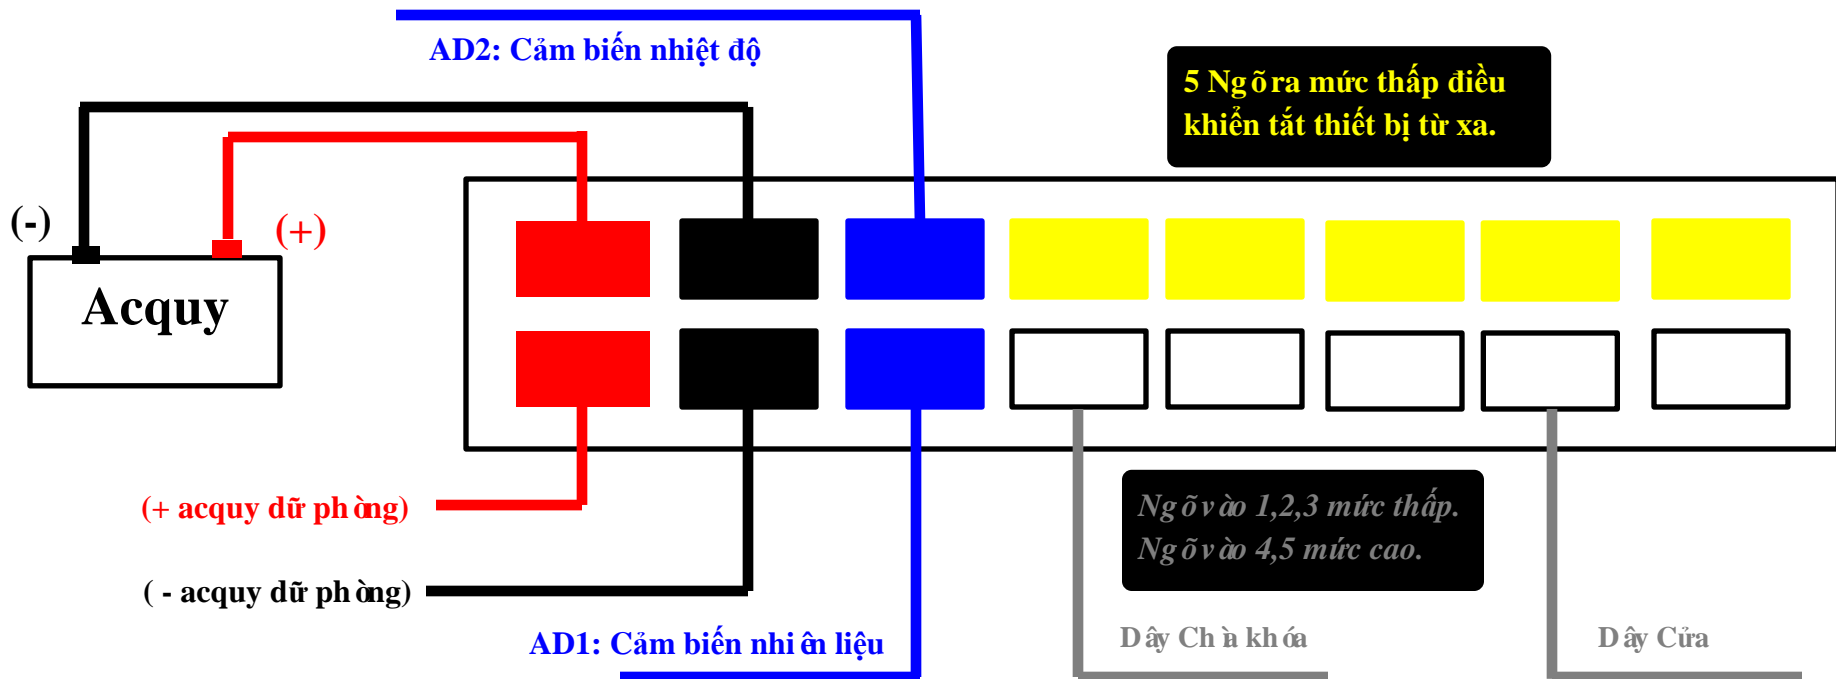 AD2: Cảm biến nhiệt độ
5 Ngõ ra mức thấp điều
khiển tắt thiết bị từ xa.
(-)
(+)
Acquy
(+ acquy dữ phòng)
( - acquy dữ phòng)
Ngõ vào 1,2,3 mức thấp.
Ngõ vào 4,5 mức cao.
AD1: Cảm biến nhiên liệu
Dây Chìa khóa
Dây Cửa